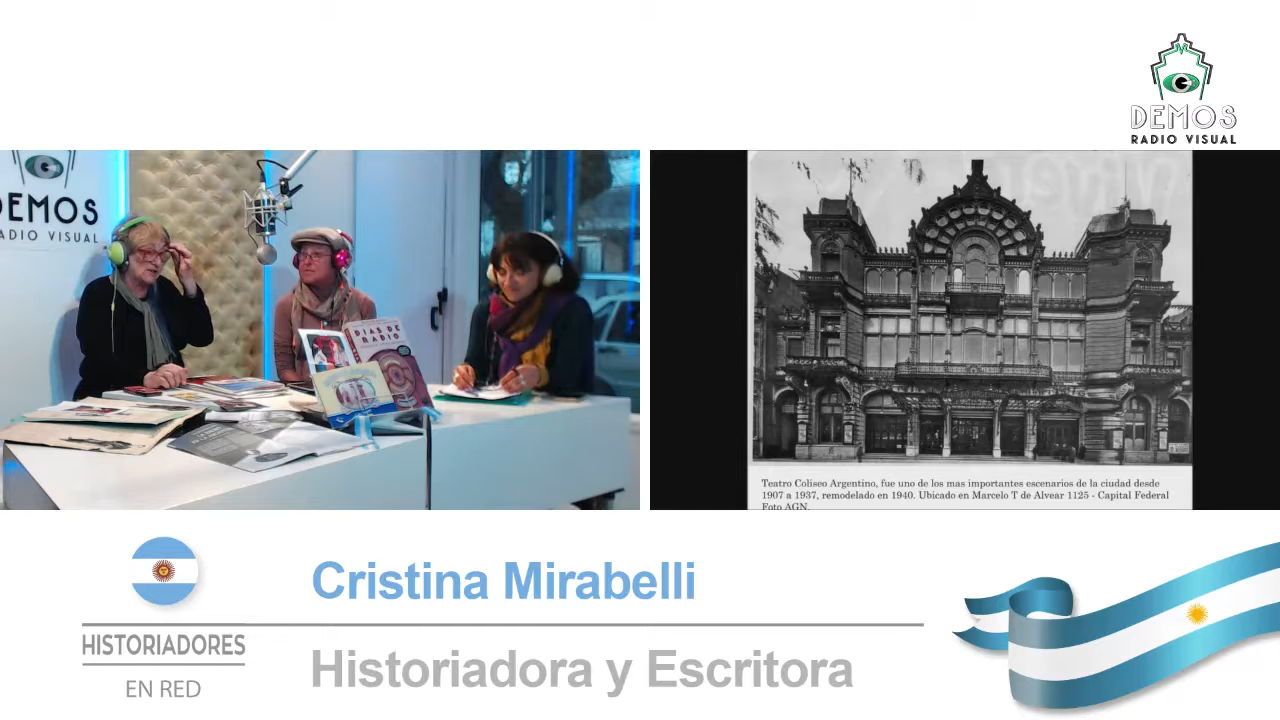 DEMOS
RADIO VISUAL
DEMOS
RADIO VISUAL
DIAS DE
RADIO
Teatro Coliseo Argentino, fue uno de los mas importantes escenarios de la ciudad desde
1907 a 1937, remodelado en 1940. Ubicado en Marcelo T de Alvear 1125 - Capital Federal
Foto AGN.
Cristina Mirabelli
HISTORIADORES
EN RED
Historiadora y Escritora